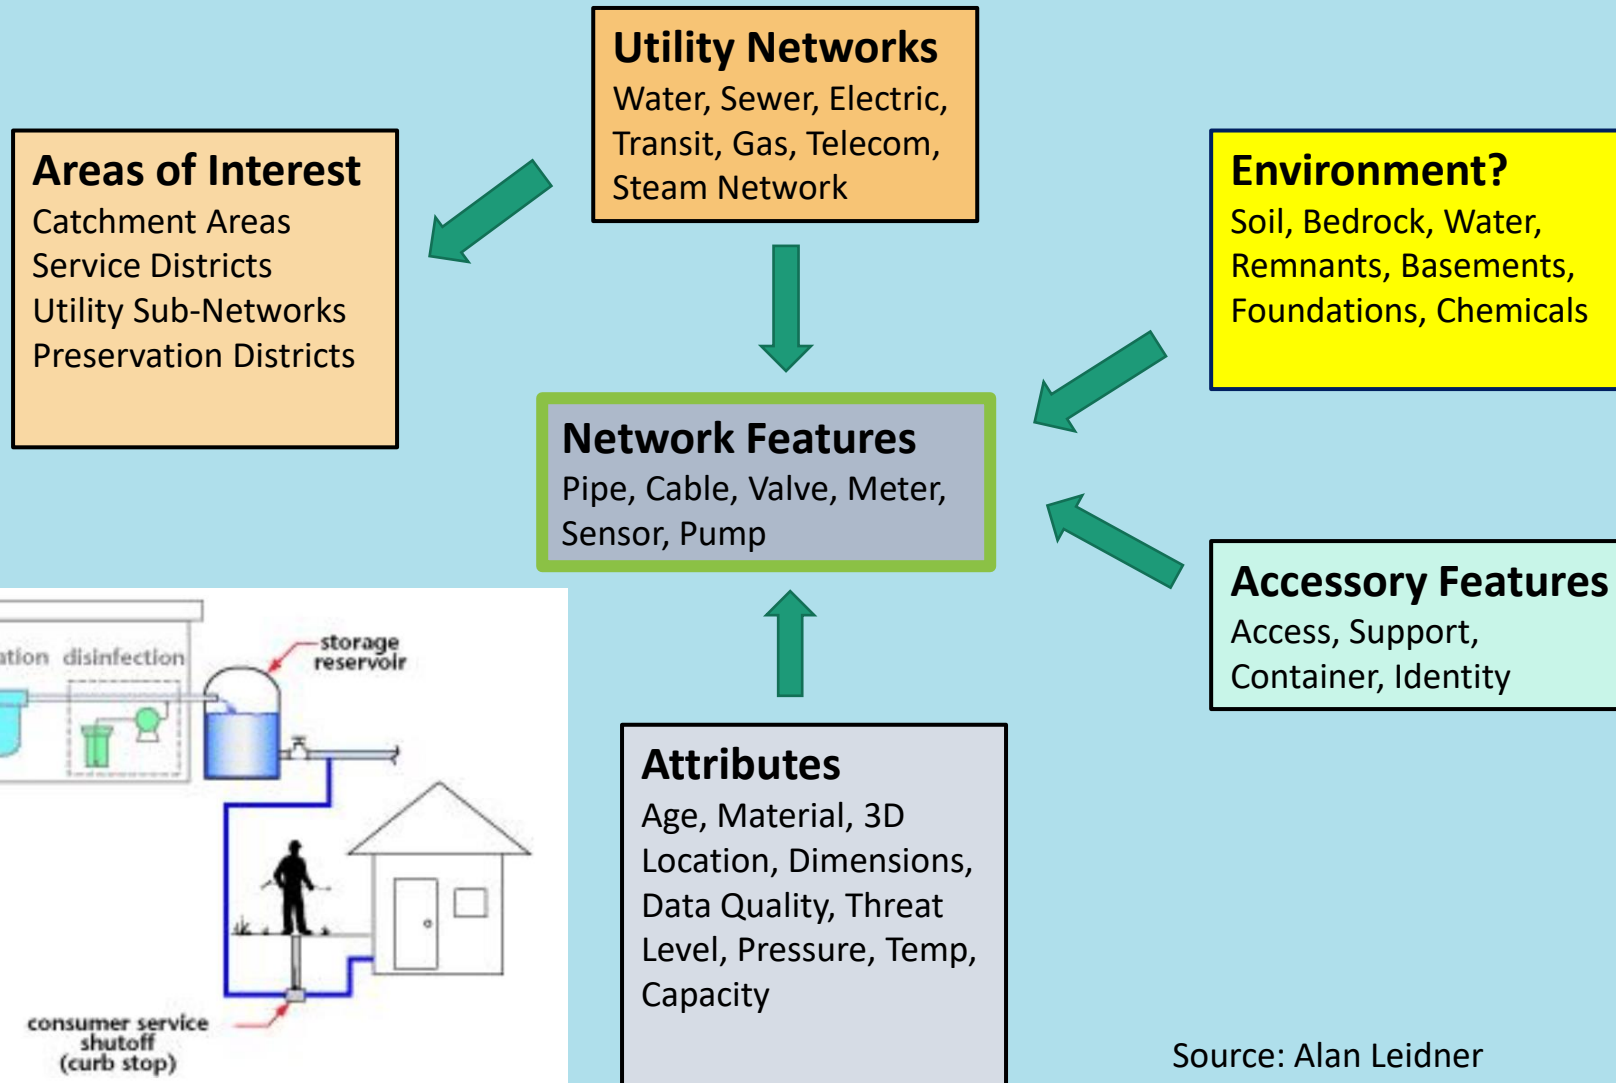 Utility Networks
Water, Sewer, Electric,
Transit, Gas, Telecom,
Steam Network
Areas of Interest
Catchment Areas
Service Districts
Utility Sub-Networks
Preservation Districts
Environment?
Soil, Bedrock, Water,
Remnants, Basements,
Foundations, Chemicals
Network Features
Pipe, Cable, Valve, Meter,
Sensor, Pump
Accessory Features
Access, Support,
Container, Identity
disinfection
storage
reservoir
consumer service
shutoff
(curb stop)
Attributes
Age, Material, 3D
Location, Dimensions,
Data Quality, Threat
Level, Pressure, Temp,
Capacity
Source: Alan Leidner